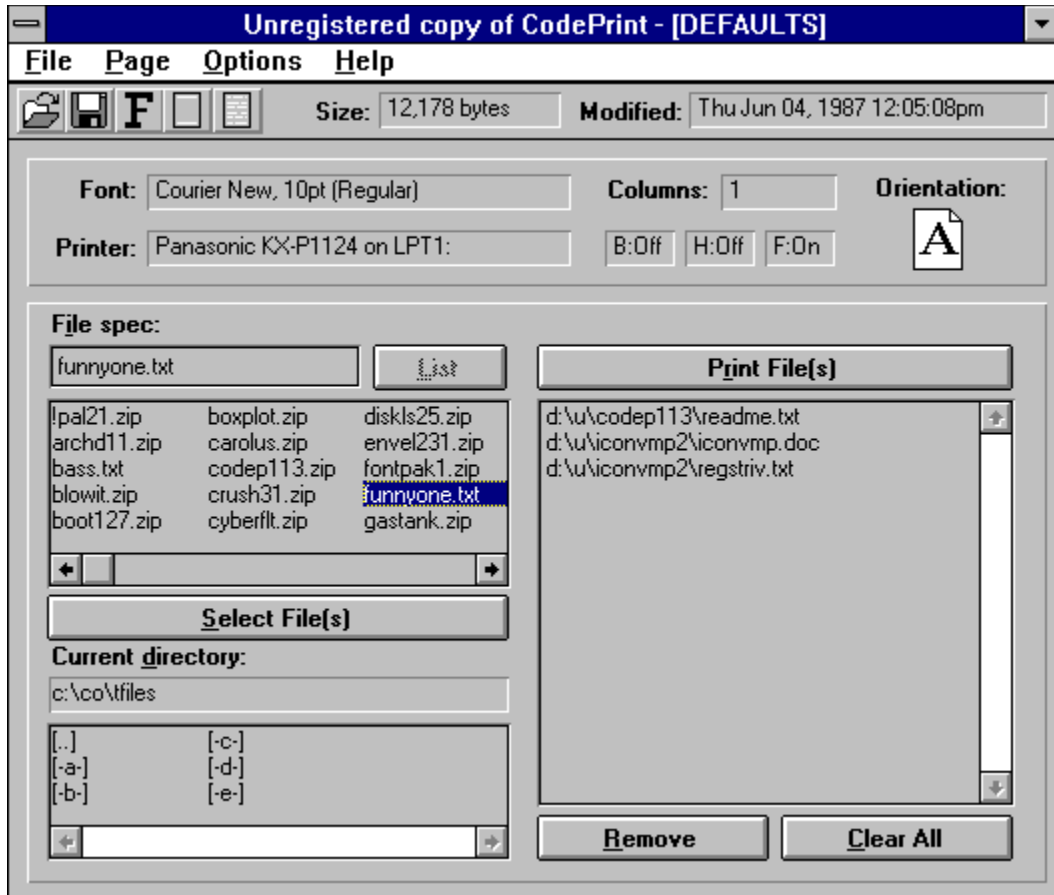 Unregistered copy of CodePrint - [DEFAULTS]
File Page Options Help
F Size: 12,178 bytes Modified: Thu Jun 04, 1987 12:05:08pm
Font: Courier New, 10pt (Regular) Columns: 1 Orientation:
Printer: Panasonic KX-P1124 on LPT1: B:Off H:Off F:On A
File spec:
funnyone.txt List Print File(s)
!pal21.zip boxplot.zip diskls25.zip d:\u\codep113\readme.txt
archd11.zip carolus.zip envel231.zip d:\u\iconvmp2\iconvmp.doc
bass.txt codep113.zip fontpak1.zip d:\u\iconvmp2\regstriv.txt
blowit.zip crush31.zip funnyone.txt
boot127.zip cyberflt.zip gastank.zip
Select File(s)
Current directory:
c:\co\tfiles
[..] [-c-]
[-a-] [-d-]
[-b-] [-e-]
Remove Clear All